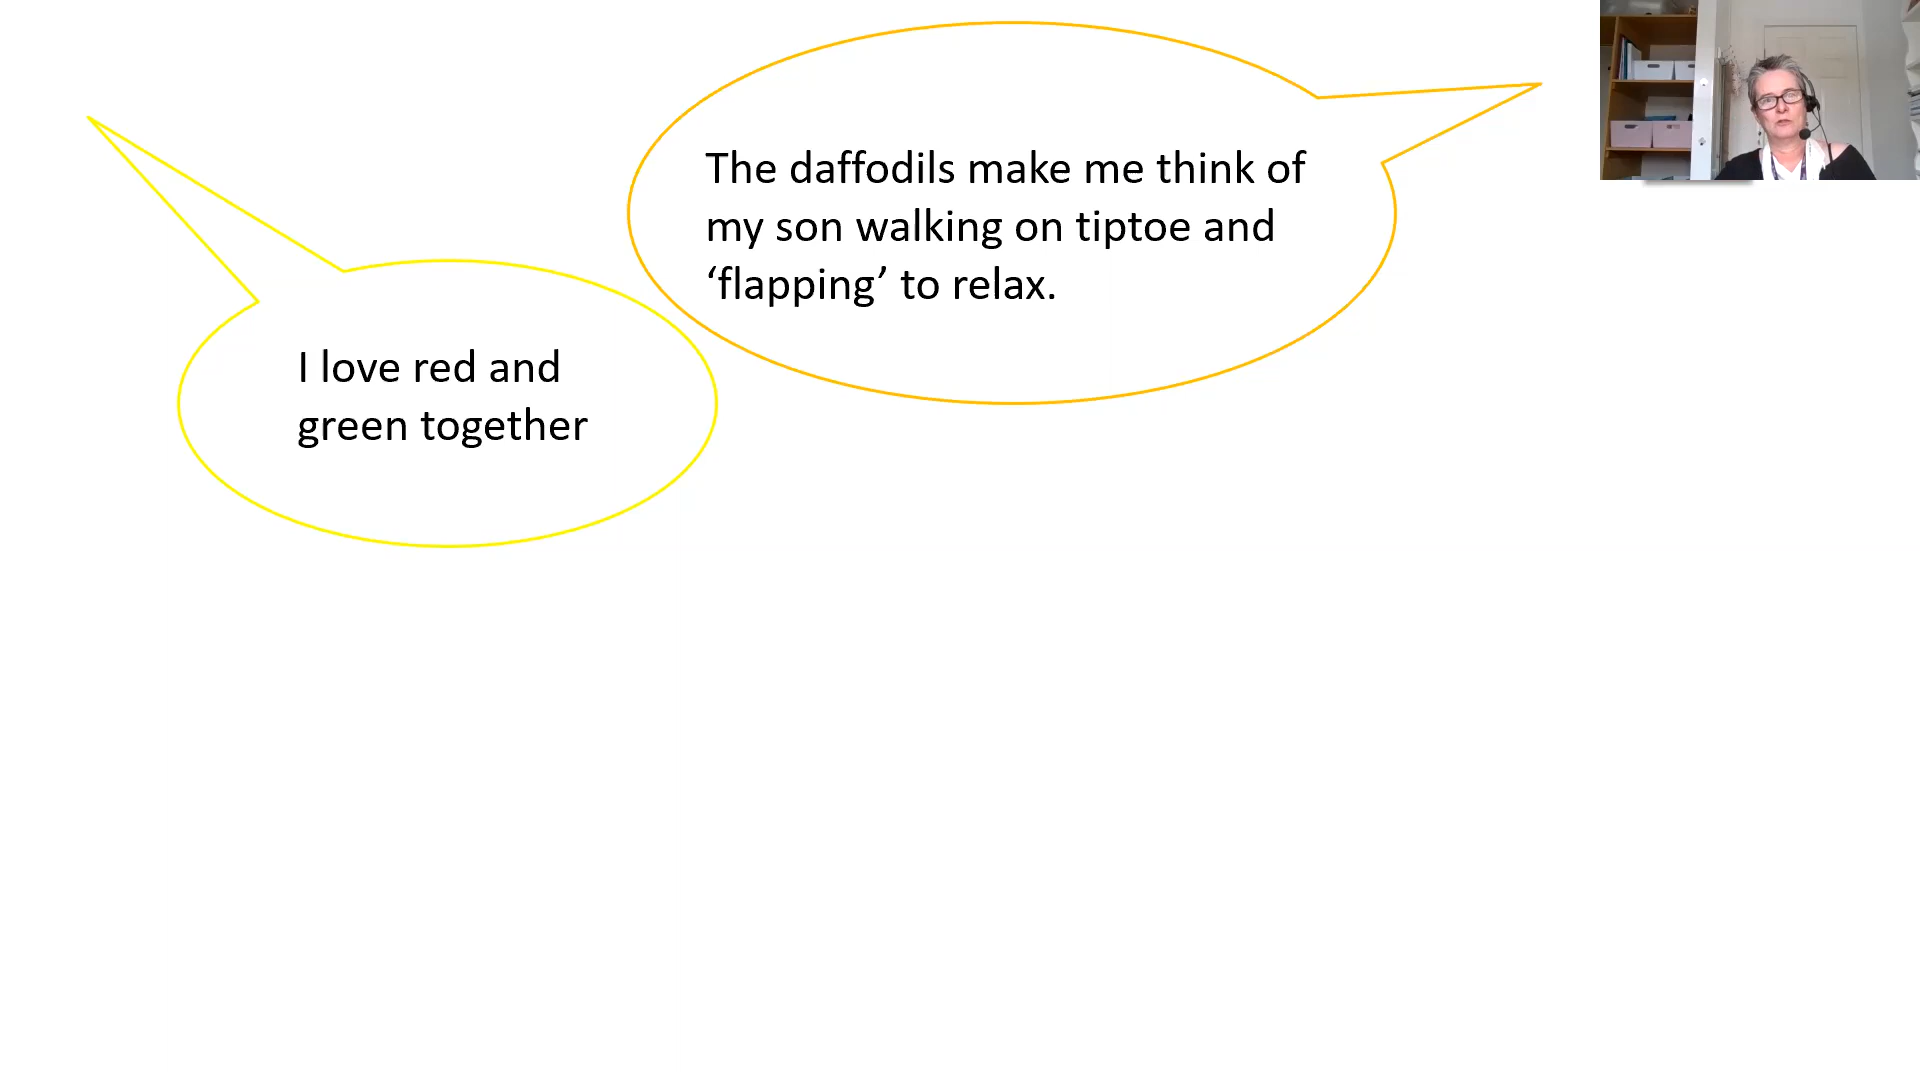 The daffodils make me think of
my son walking on tiptoe and
‘flapping’ to relax.
I love red and
green together